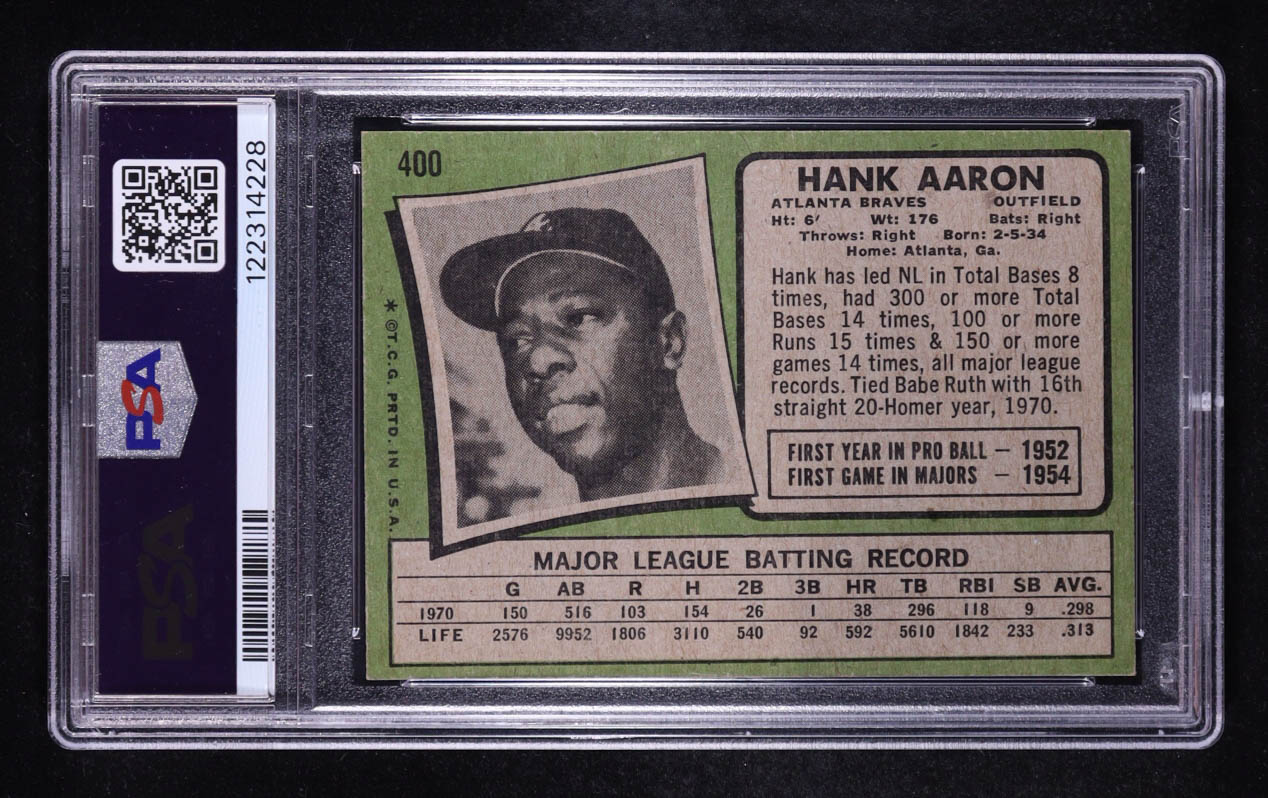 122314228
PSA
PSA
400
* ©T.C.G. PRTD. IN U.S.A.
HANK AARON
ATLANTA BRAVES OUTFIELD
Ht: 6' Wt: 176 Bats: Right
Throws: Right Born: 2-5-34
Home: Atlanta, Ga.
Hank has led NL in Total Bases 8
times, had 300 or more Total
Bases 14 times, 100 or more
Runs 15 times & 150 or more
games 14 times, all major league
records. Tied Babe Ruth with 16th
straight 20-Homer year, 1970.
FIRST YEAR IN PRO BALL — 1952
FIRST GAME IN MAJORS — 1954
MAJOR LEAGUE BATTING RECORD
G AB R H 2B 3B HR TB RBI SB AVG.
1970 150 516 103 154 26 1 38 296 118 9 .298
LIFE 2576 9952 1806 3110 540 92 592 5610 1842 233 .313